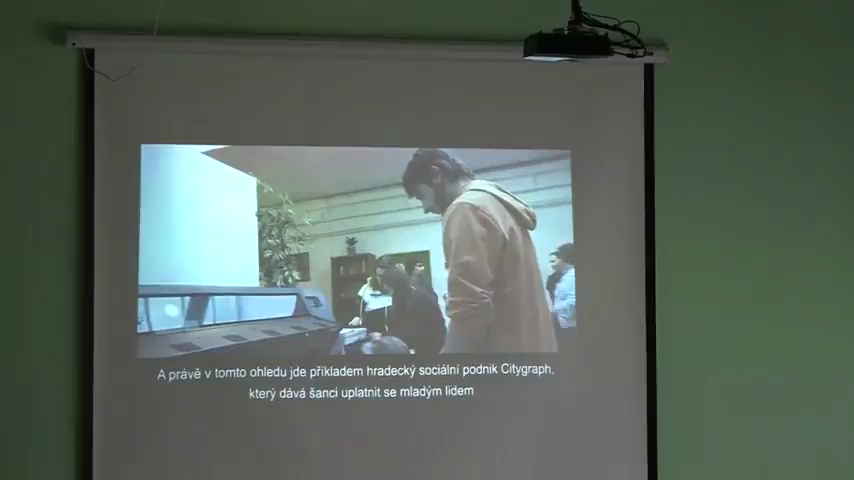 A právě v tomto ohledu jde příkladem hradecký sociální podnik Citygraph,
který dává šanci uplatnit se mladým lidem